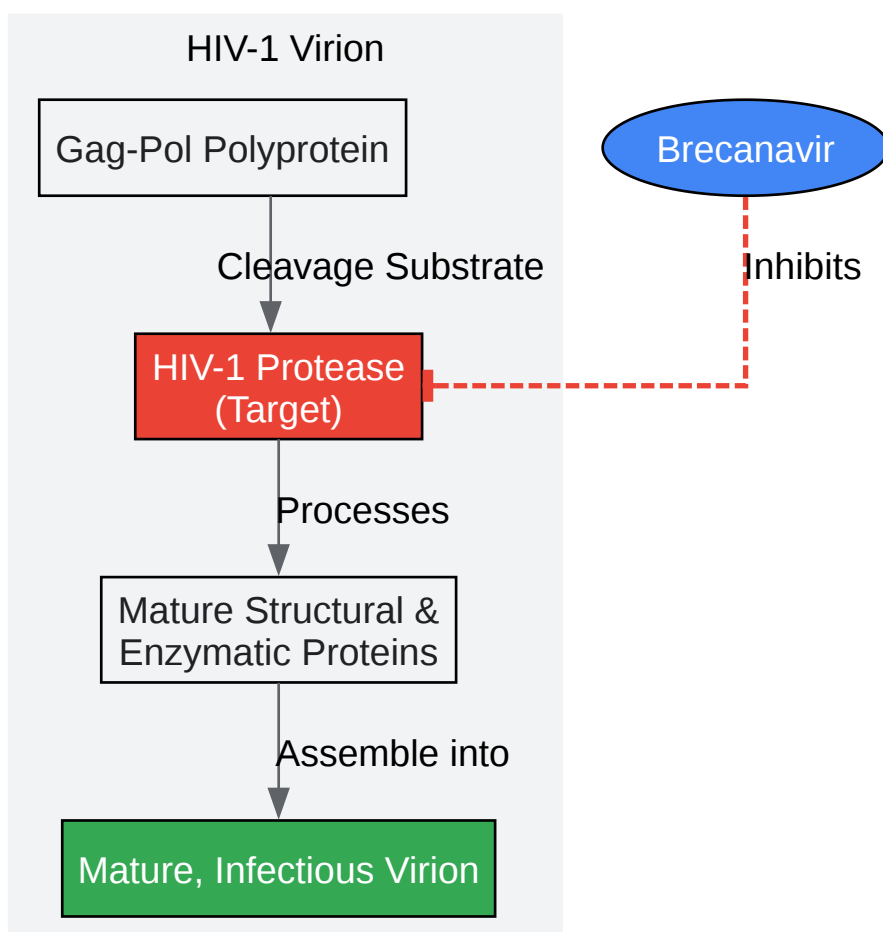 HIV-1 Virion
Gag-Pol Polyprotein
Brecanavir
Cleavage Substrate
Inhibits
HIV-1 Protease
(Target)
Processes
Mature Structural &
Enzymatic Proteins
Assemble into
Mature, Infectious Virion